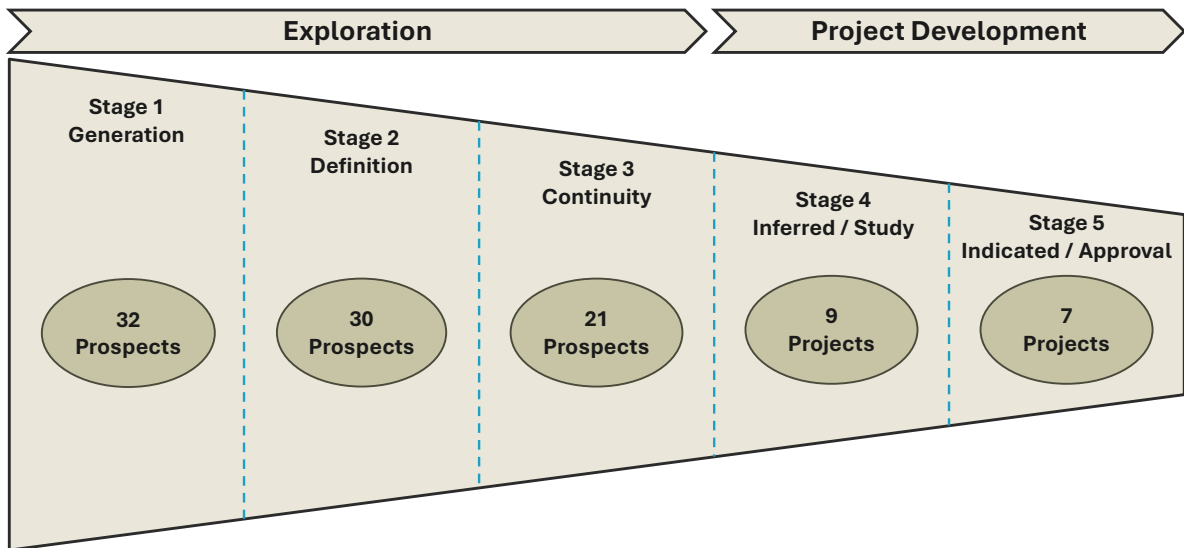 Exploration
Project Development
Stage 1
Generation
Stage 2
Definition
Stage 3
Continuity
Stage 4
Inferred / Study
Stage 5
Indicated / Approval
32
Prospects
30
Prospects
21
Prospects
9
Projects
7
Projects